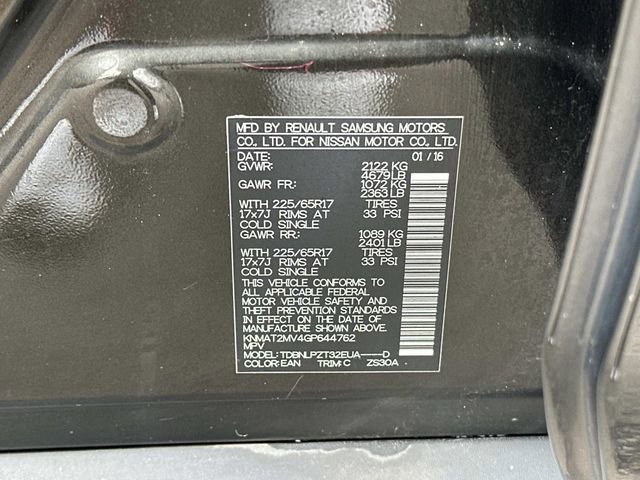 MFD BY RENAULT SAMSUNG MOTORS
CO., LTD. FOR NISSAN MOTOR CO., LTD.
DATE: 01 / 16
GVWR: 2122 KG
4679 LB
GAWR FR: 1072 KG
2363 LB
WITH 225/65R17 TIRES
17x7J RIMS AT 33 PSI
COLD SINGLE
GAWR RR: 1089 KG
2401 LB
WITH 225/65R17 TIRES
17x7J RIMS AT 33 PSI
COLD SINGLE
THIS VEHICLE CONFORMS TO
ALL APPLICABLE FEDERAL
MOTOR VEHICLE SAFETY AND
THEFT PREVENTION STANDARDS
IN EFFECT ON THE DATE OF
MANUFACTURE SHOWN ABOVE.
KNMAT2MV4GP644762
MPV
MODEL: TDBNLPZT32EUA-----D
COLOR: EAN TRIM: C ZS30A